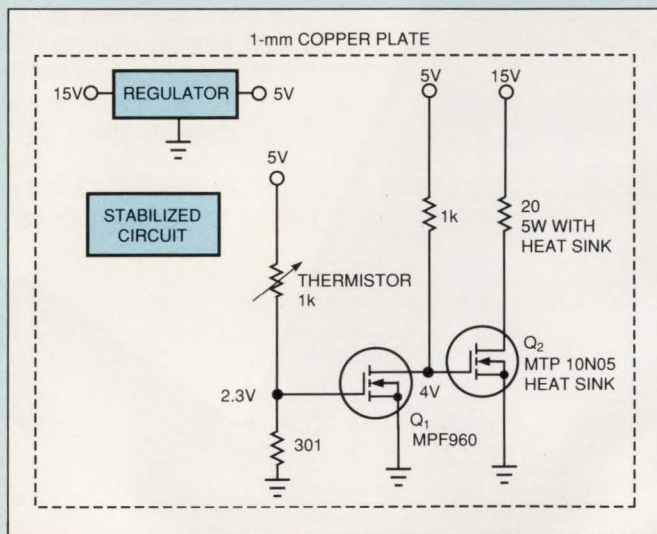 1-mm COPPER PLATE
15V
REGULATOR
5V
5V
15V
5V
STABILIZED
CIRCUIT
1k
20
5W WITH
HEAT SINK
THERMISTOR
1k
Q2
MTP 10N05
HEAT SINK
2.3V
4V
Q1
MPF960
301